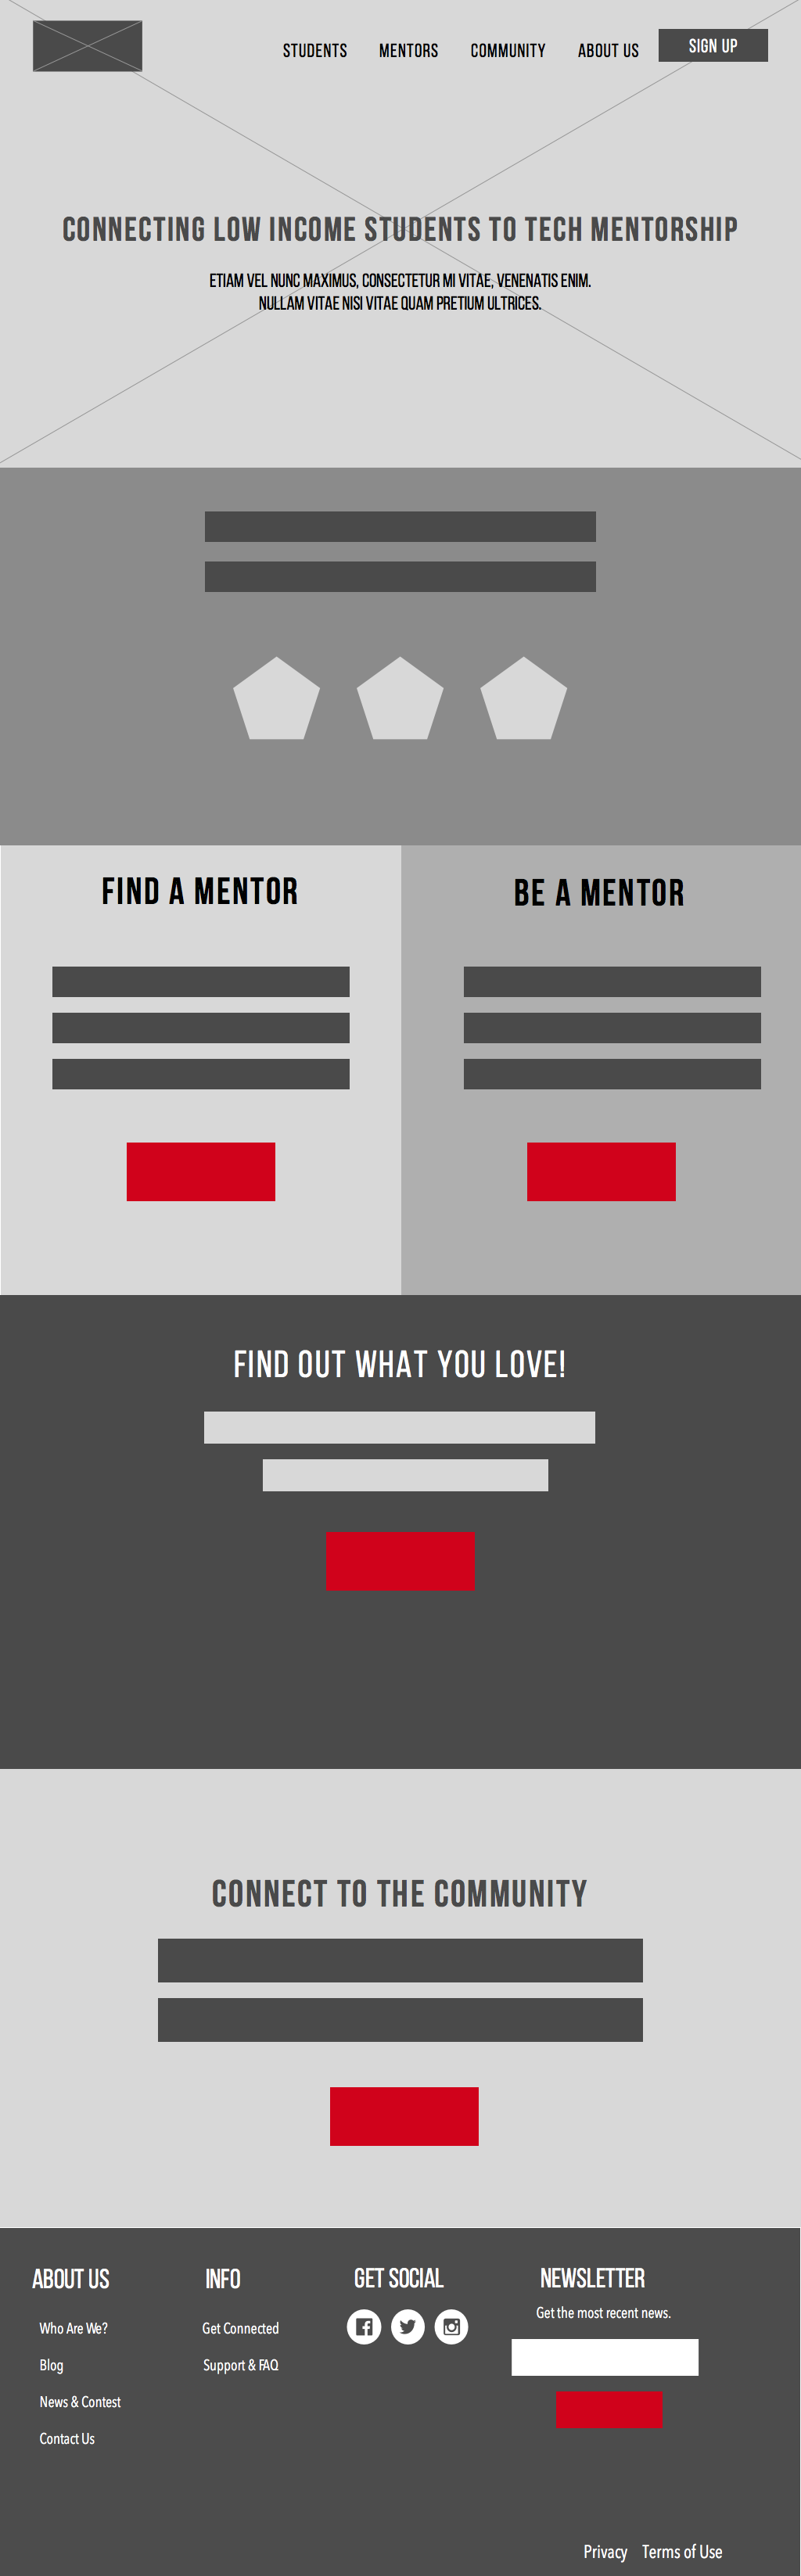 STUDENTS MENTORS COMMUNITY ABOUT US SIGN UP
CONNECTING LOW INCOME STUDENTS TO TECH MENTORSHIP
ETIAM VEL NUNC MAXIMUS, CONSECTETUR MI VITAE, VENENATIS ENIM.
NULLAM VITAE NISI VITAE QUAM PRETIUM ULTRICES.
FIND A MENTOR
BE A MENTOR
FIND OUT WHAT YOU LOVE!
CONNECT TO THE COMMUNITY
ABOUT US
Who Are We?
Blog
News & Contest
Contact Us
INFO
Get Connected
Support & FAQ
GET SOCIAL
NEWSLETTER
Get the most recent news.
Privacy Terms of Use